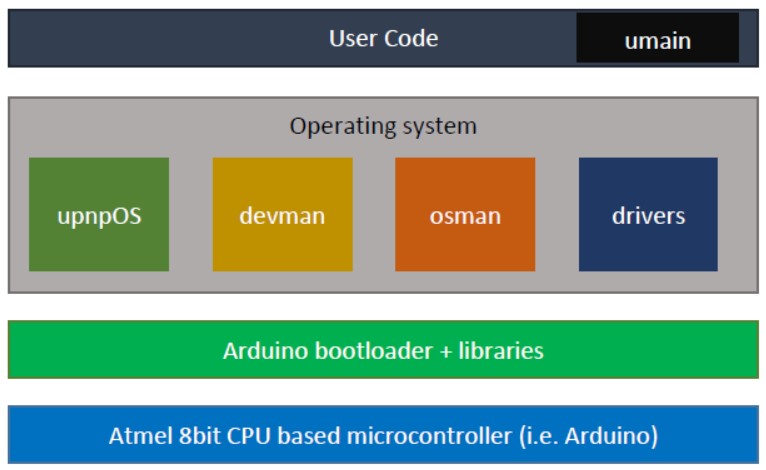 User Code
umain
Operating system
upnpOS
devman
osman
drivers
Arduino bootloader + libraries
Atmel 8bit CPU based microcontroller (i.e. Arduino)